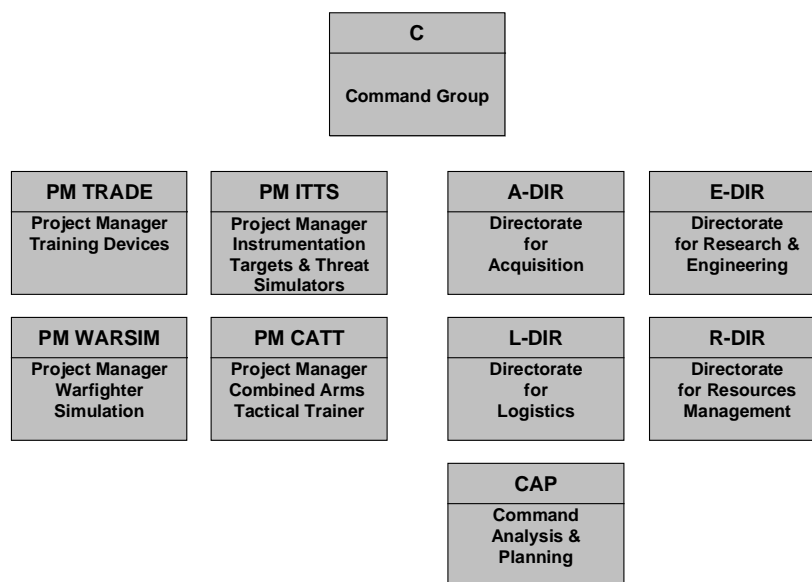 C
Command Group
PM TRADE
Project Manager
Training Devices
PM ITTS
Project Manager
Instrumentation
Targets & Threat
Simulators
A-DIR
Directorate
for
Acquisition
E-DIR
Directorate
for Research &
Engineering
PM WARSIM
Project Manager
Warfighter
Simulation
PM CATT
Project Manager
Combined Arms
Tactical Trainer
L-DIR
Directorate
for
Logistics
R-DIR
Directorate
for Resources
Management
CAP
Command
Analysis &
Planning